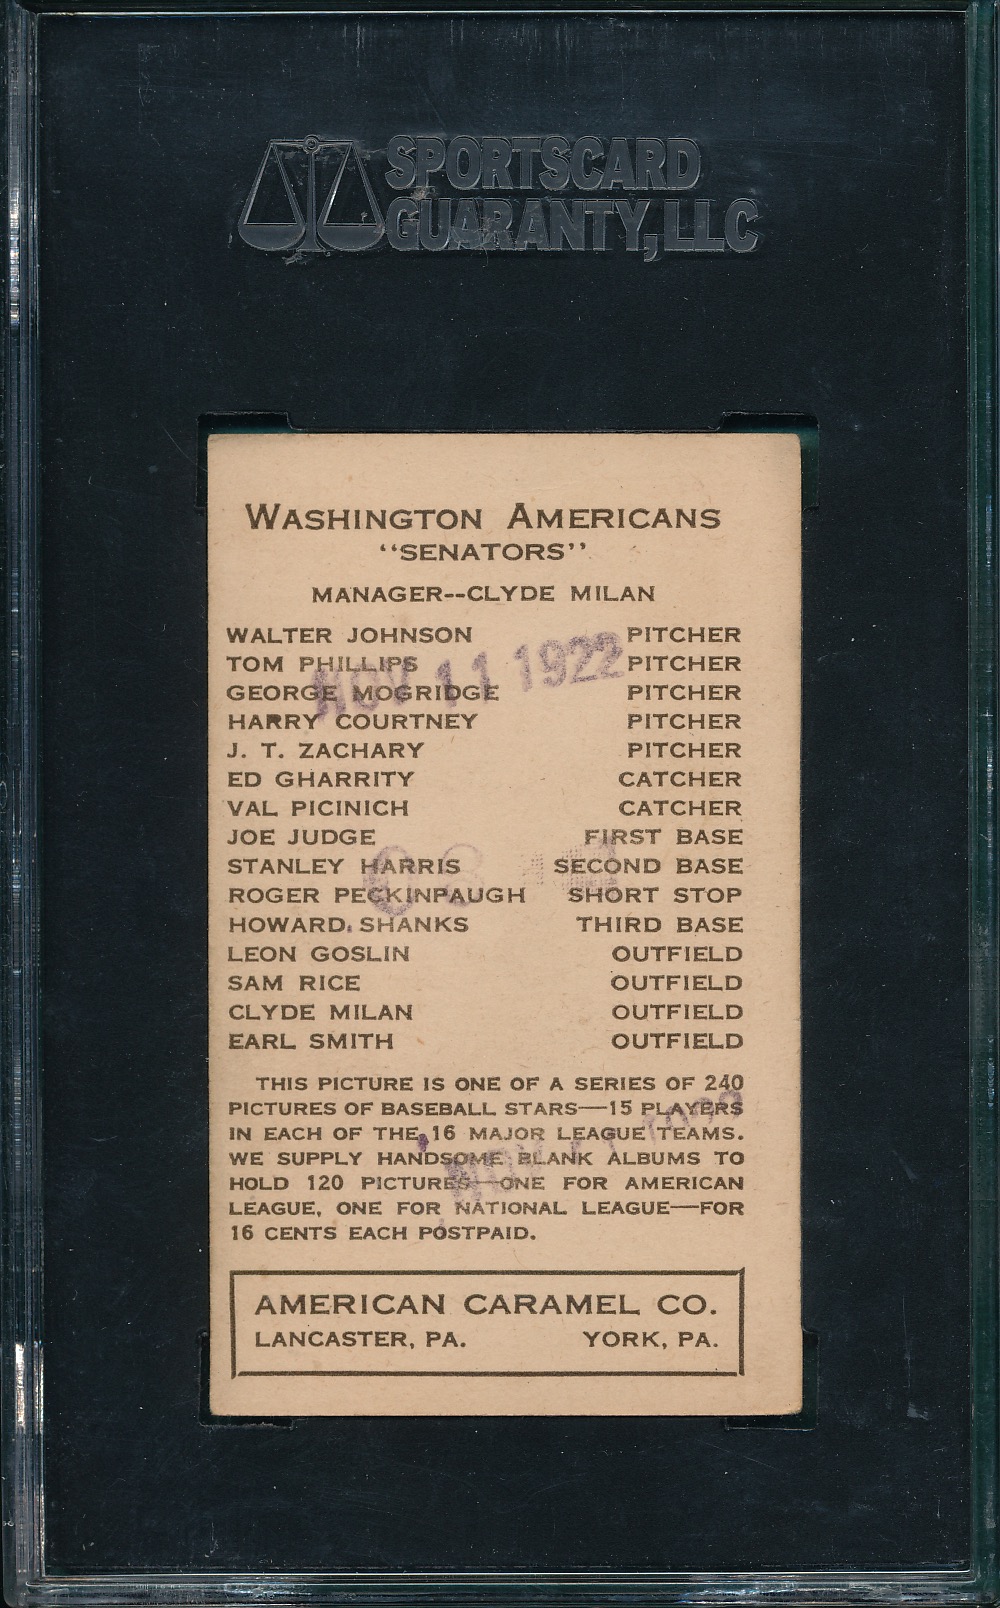 SPORTSCARD
GUARANTY, LLC
WASHINGTON AMERICANS
"SENATORS"
MANAGER--CLYDE MILAN
WALTER JOHNSON PITCHER
TOM PHILLIPS PITCHER
NOV 11 1922
GEORGE MOGRIDGE PITCHER
HARRY COURTNEY PITCHER
J. T. ZACHARY PITCHER
ED GHARRITY CATCHER
VAL PICINICH CATCHER
JOE JUDGE FIRST BASE
STANLEY HARRIS SECOND BASE
ROGER PECKINPAUGH SHORT STOP
HOWARD SHANKS THIRD BASE
LEON GOSLIN OUTFIELD
SAM RICE OUTFIELD
CLYDE MILAN OUTFIELD
EARL SMITH OUTFIELD
THIS PICTURE IS ONE OF A SERIES OF 240
PICTURES OF BASEBALL STARS—15 PLAYERS
IN EACH OF THE 16 MAJOR LEAGUE TEAMS.
WE SUPPLY HANDSOME BLANK ALBUMS TO
HOLD 120 PICTURES—ONE FOR AMERICAN
LEAGUE, ONE FOR NATIONAL LEAGUE—FOR
16 CENTS EACH POSTPAID.
AMERICAN CARAMEL CO.
LANCASTER, PA. YORK, PA.